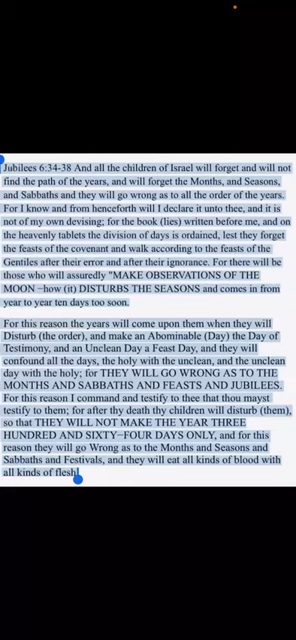 Jubilees 6:34-38 And all the children of Israel will forget and will not
find the path of the years, and will forget the Months, and Seasons,
and Sabbaths and they will go wrong as to all the order of the years.
For I know and from henceforth will I declare it unto thee, and it is
not of my own devising; for the book (lies) written before me, and on
the heavenly tablets the division of days is ordained, lest they forget
the feasts of the covenant and walk according to the feasts of the
Gentiles after their error and after their ignorance. For there will be
those who will assuredly "MAKE OBSERVATIONS OF THE
MOON −how (it) DISTURBS THE SEASONS and comes in from
year to year ten days too soon.
For this reason the years will come upon them when they will
Disturb (the order), and make an Abominable (Day) the Day of
Testimony, and an Unclean Day a Feast Day, and they will
confound all the days, the holy with the unclean, and the unclean
day with the holy; for THEY WILL GO WRONG AS TO THE
MONTHS AND SABBATHS AND FEASTS AND JUBILEES.
For this reason I command and testify to thee that thou mayst
testify to them; for after thy death thy children will disturb (them),
so that THEY WILL NOT MAKE THE YEAR THREE
HUNDRED AND SIXTY−FOUR DAYS ONLY, and for this
reason they will go Wrong as to the Months and Seasons and
Sabbaths and Festivals, and they will eat all kinds of blood with
all kinds of flesh